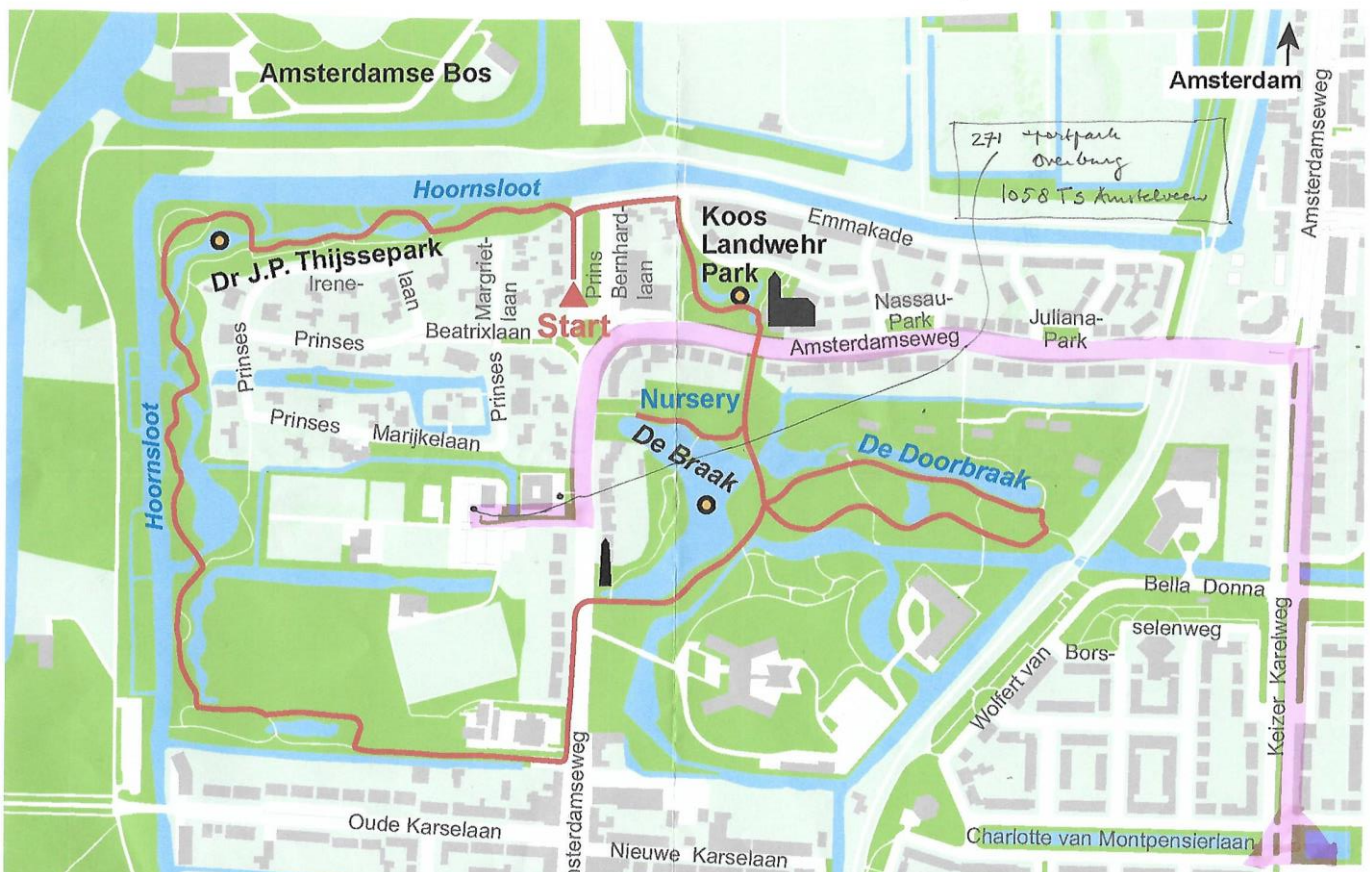 Amsterdamse Bos
Amsterdam
Amsterdamseweg
271 sportpark
Overburg
1058 TS Amstelveen
Hoornsloot
Koos
Landwehr
Park
Emmakade
Dr J.P. Thijssepark
Irene-
laan
Margriet-
laan
Prins
Bernhard-
laan
Start
Beatrixlaan
Prinses
Prinses
Prinses
Nassau-
Park
Juliana-
Park
Amsterdamseweg
Prinses
Marijkelaan
Nursery
De Braak
De Doorbraak
Hoornsloot
Bella Donna
selenweg
Bors-
Wolfert van
Keizer Karelweg
Oude Karselaan
msterdamseweg
Nieuwe Karselaan
Charlotte van Montpensierlaan